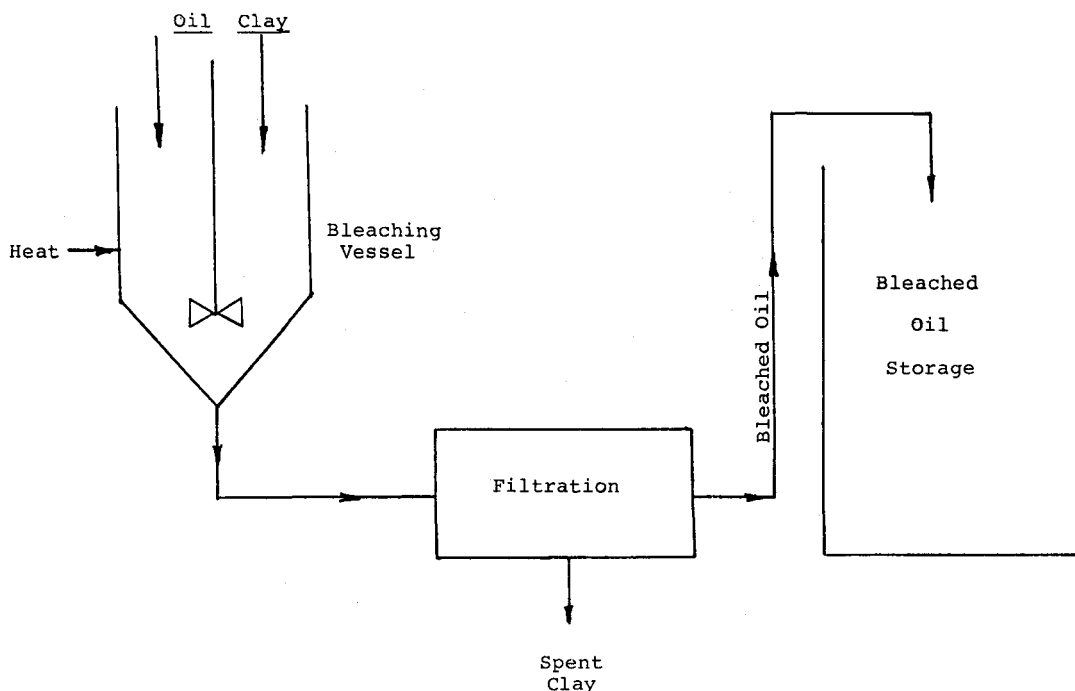 Oil Clay
Heat
Bleaching
Vessel
Filtration
Spent
Clay
Bleached Oil
Bleached
Oil
Storage